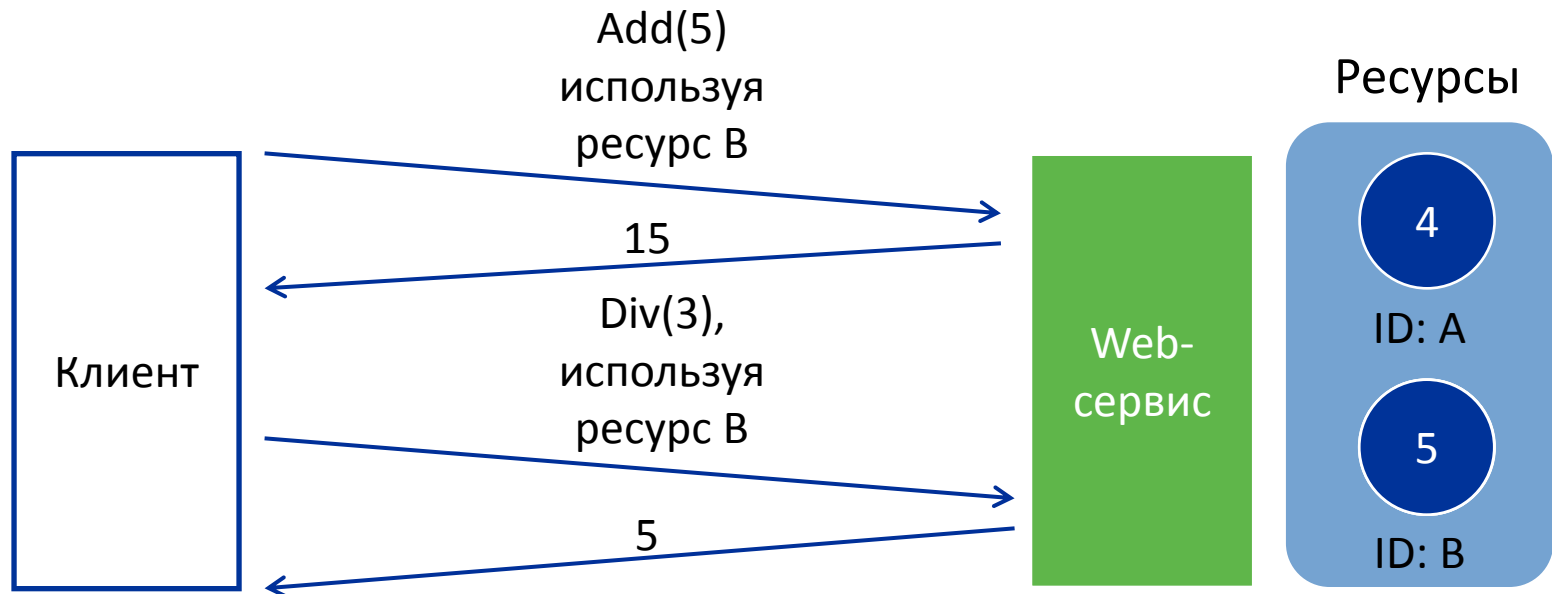 Add(5)
используя
ресурс B
15
Div(3),
используя
ресурс B
5
Клиент
Web-
сервис
Ресурсы
4
ID: A
5
ID: B